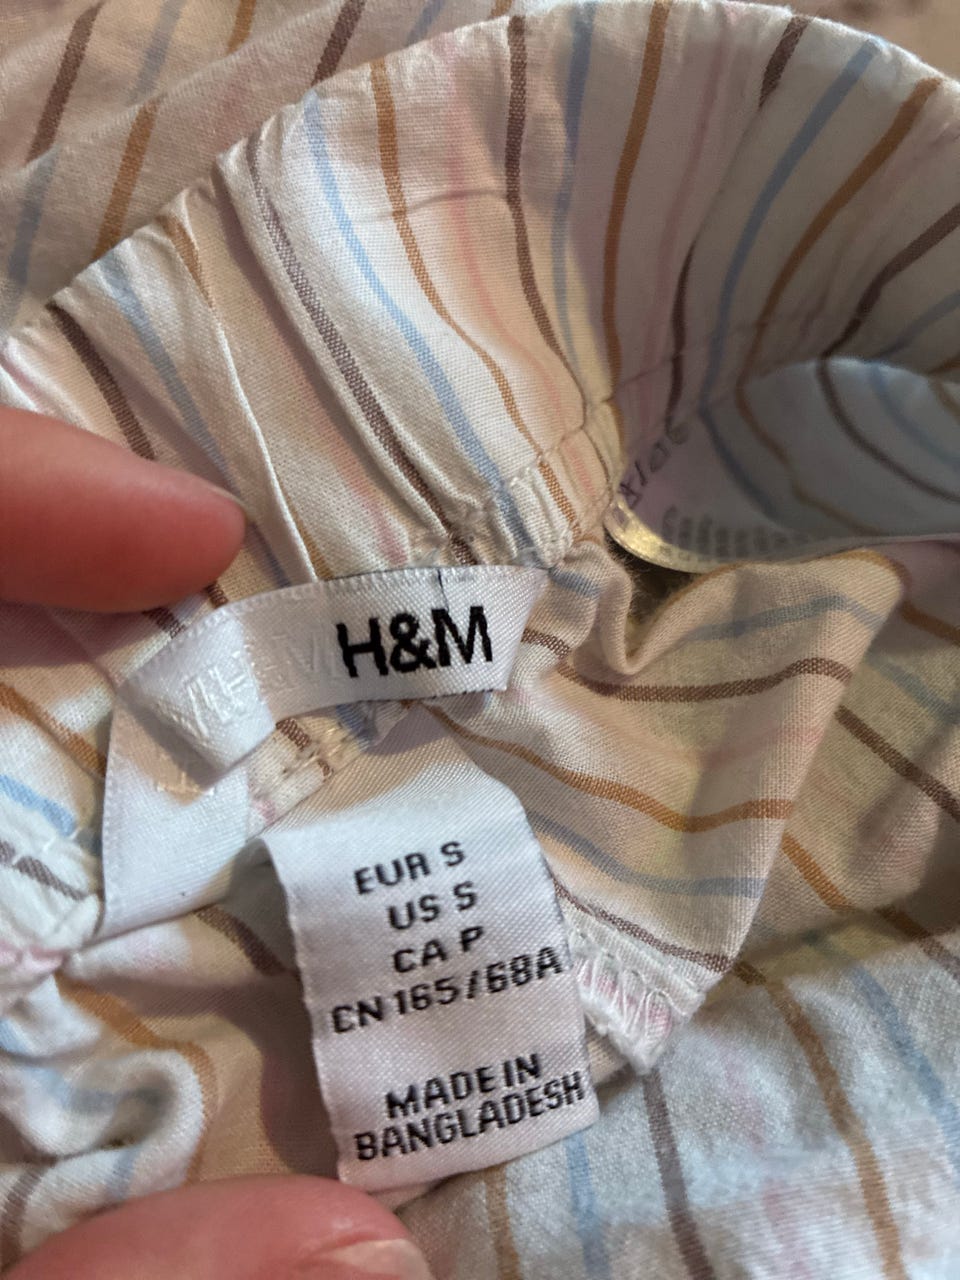 H&M
EUR S
US S
CA P
CN 165/68A
MADE IN
BANGLADESH